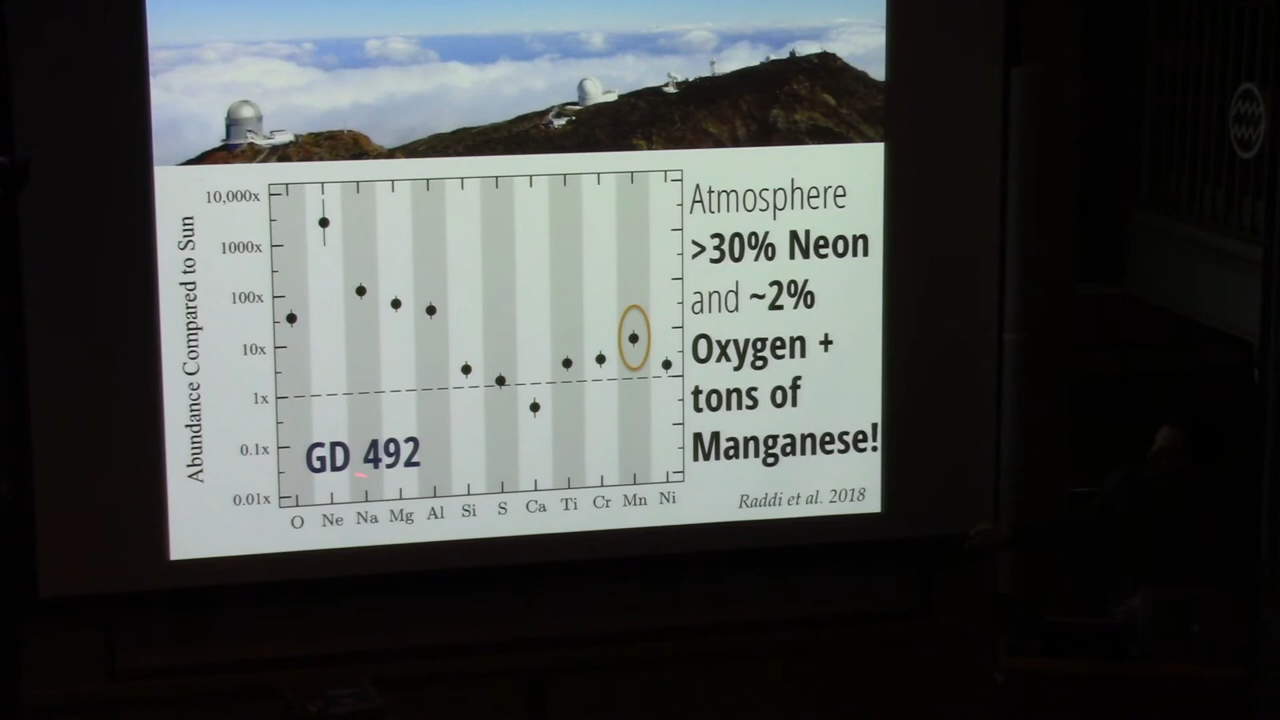 Abundance Compared to Sun
10,000x
1000x
100x
10x
1x
0.1x
0.01x
GD 492
O Ne Na Mg Al Si S Ca Ti Cr Mn Ni
Atmosphere
>30% Neon
and ~2%
Oxygen +
tons of
Manganese!
Raddi et al. 2018